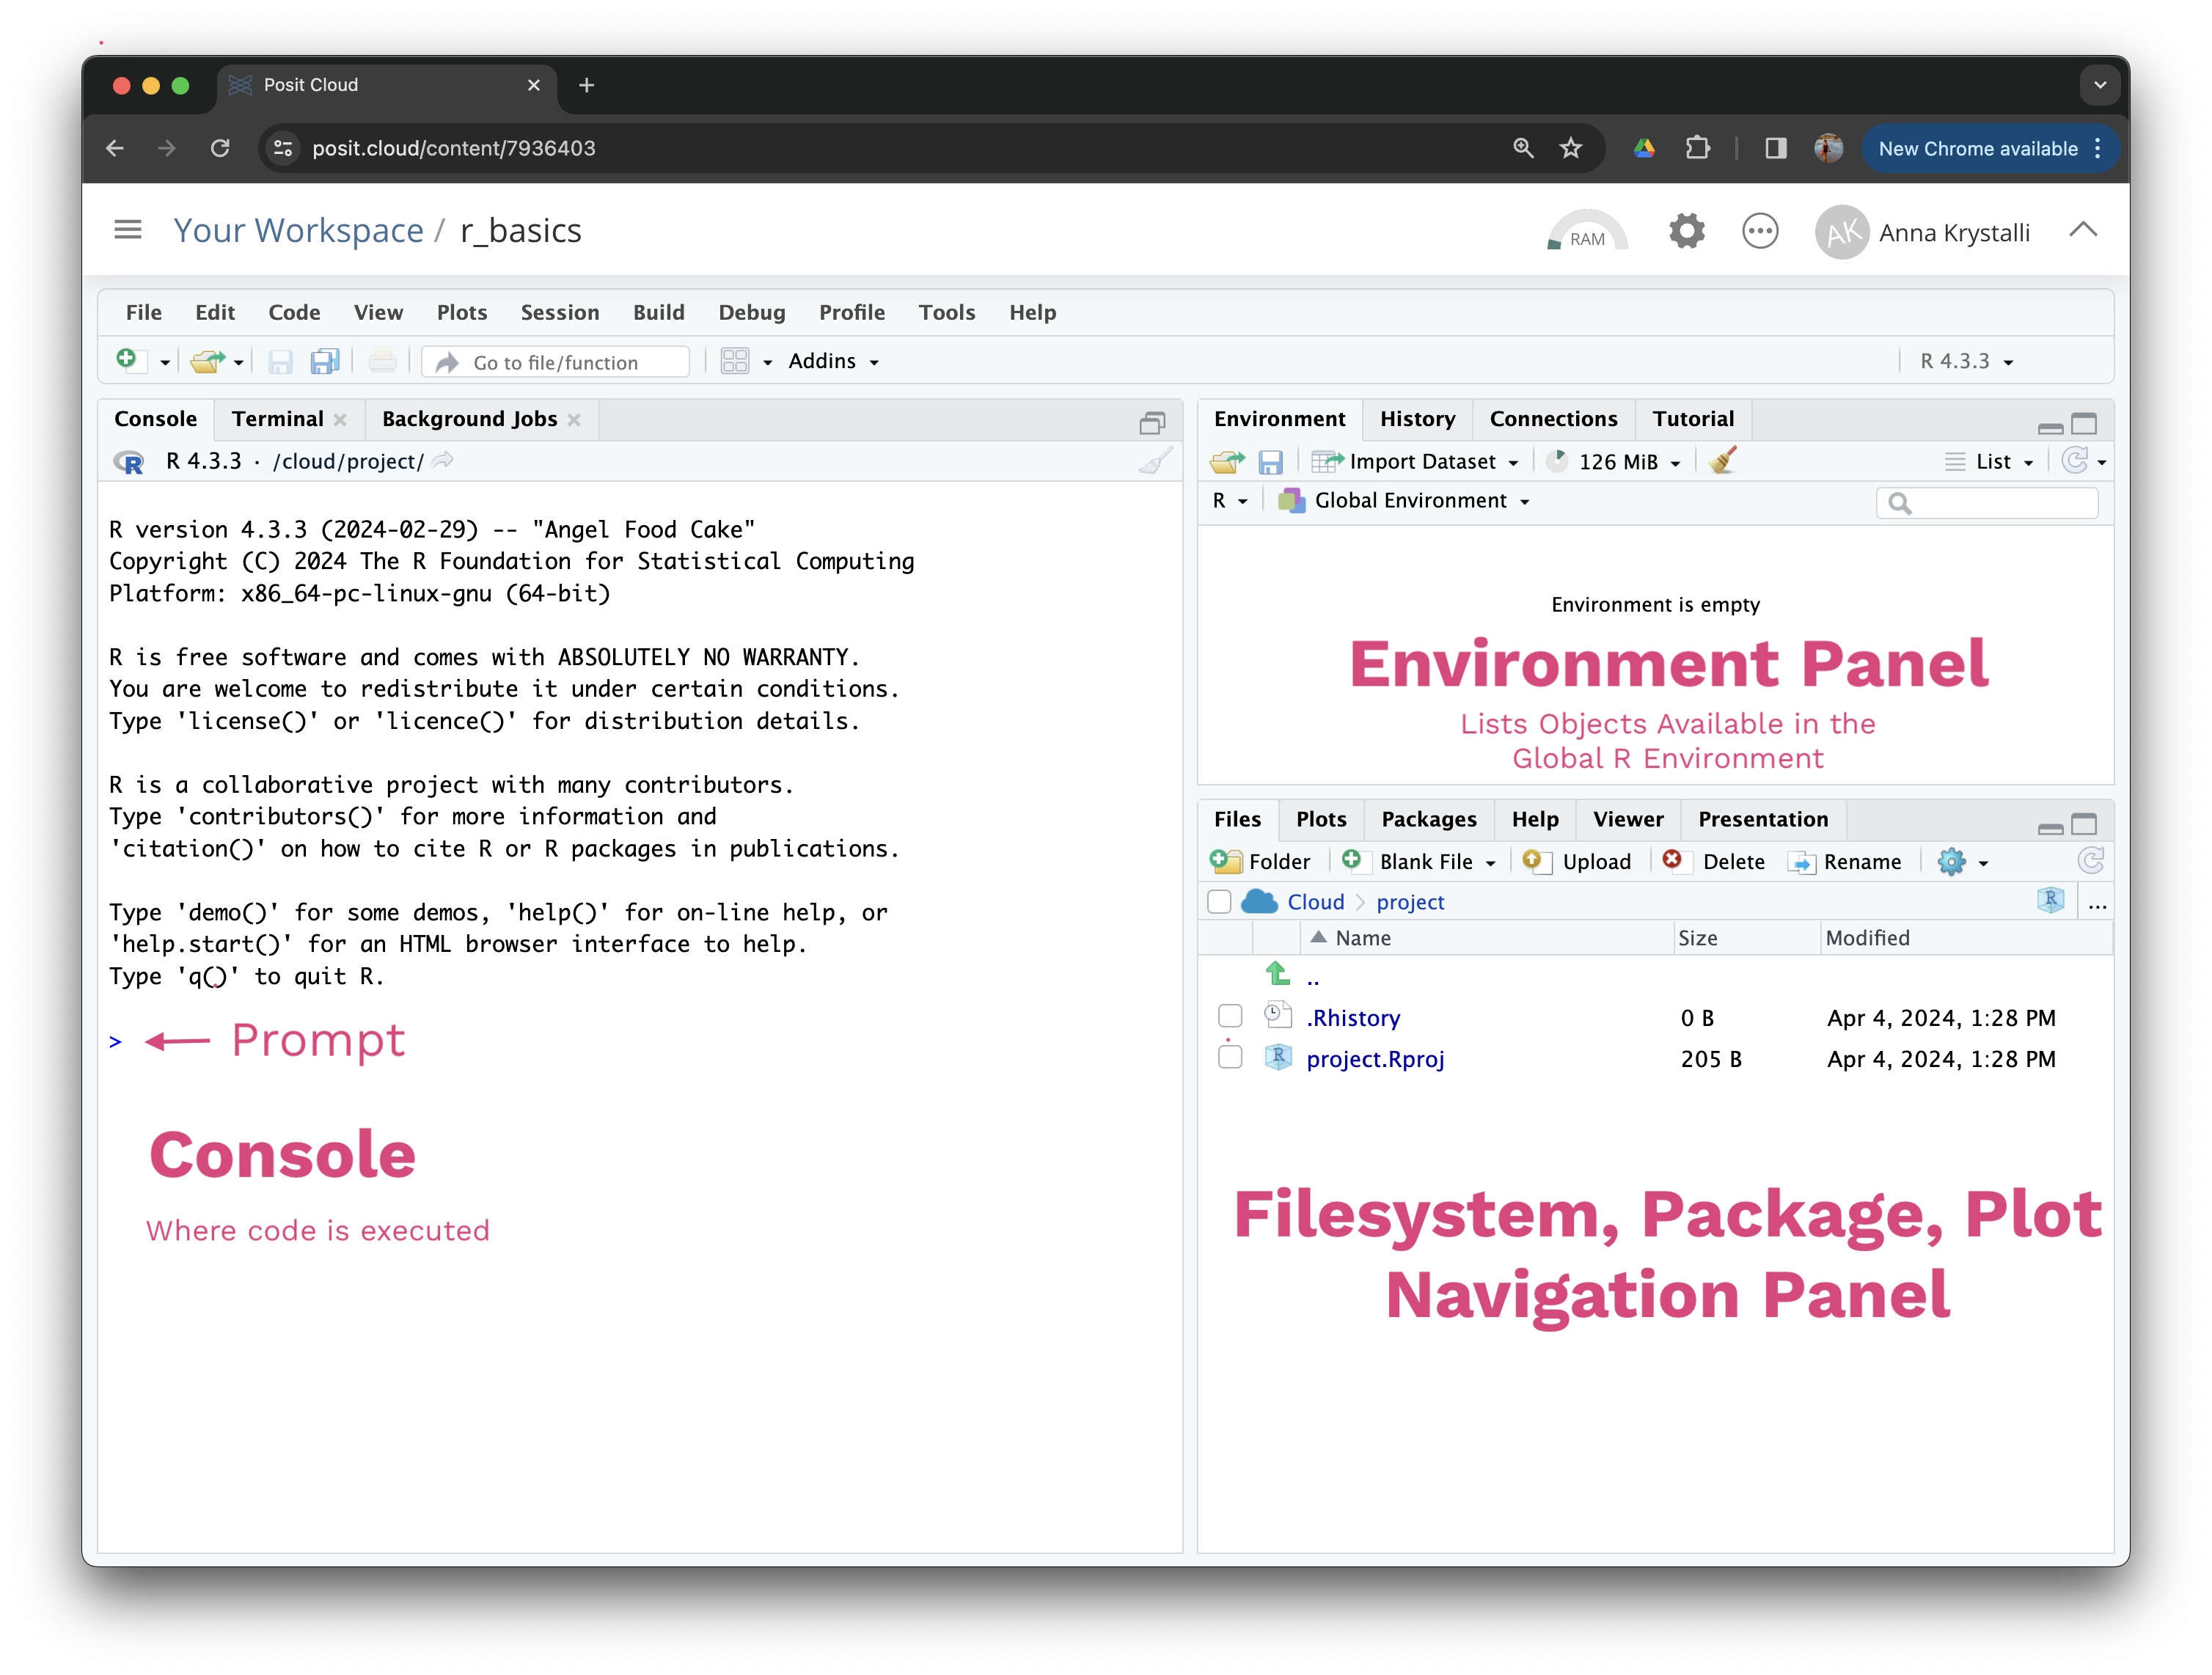 Posit Cloud
posit.cloud/content/7936403
New Chrome available
Your Workspace / r_basics
RAM
AK Anna Krystalli
File Edit Code View Plots Session Build Debug Profile Tools Help
Go to file/function
Addins
R 4.3.3
Console Terminal Background Jobs
R 4.3.3 · /cloud/project/
R version 4.3.3 (2024-02-29) -- "Angel Food Cake"
Copyright (C) 2024 The R Foundation for Statistical Computing
Platform: x86_64-pc-linux-gnu (64-bit)
R is free software and comes with ABSOLUTELY NO WARRANTY.
You are welcome to redistribute it under certain conditions.
Type 'license()' or 'licence()' for distribution details.
R is a collaborative project with many contributors.
Type 'contributors()' for more information and
'citation()' on how to cite R or R packages in publications.
Type 'demo()' for some demos, 'help()' for on-line help, or
'help.start()' for an HTML browser interface to help.
Type 'q()' to quit R.
> Prompt
Console
Where code is executed
Environment History Connections Tutorial
Import Dataset 126 MiB List
R Global Environment
Environment is empty
Environment Panel
Lists Objects Available in the
Global R Environment
Files Plots Packages Help Viewer Presentation
Folder Blank File Upload Delete Rename
Cloud > project R ...
Name Size Modified
..
.Rhistory 0 B Apr 4, 2024, 1:28 PM
project.Rproj 205 B Apr 4, 2024, 1:28 PM
Filesystem, Package, Plot
Navigation Panel